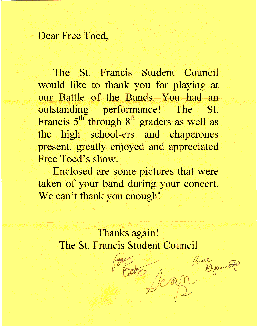 Dear Free Toed,
The St. Francis Student Council
would like to thank you for playing at
our Battle of the Bands. You had an
outstanding performance! The St.
Francis 5th through 8th graders as well as
the high school-ers and chaperones
present, greatly enjoyed and appreciated
Free Toed's show.
Enclosed are some pictures that were
taken of your band during your concert.
We can't thank you enough!
Thanks again!
The St. Francis Student Council